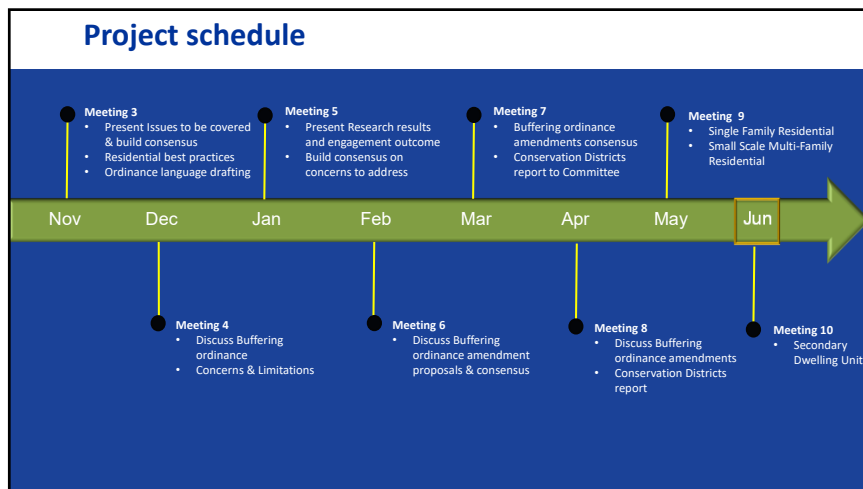 Project schedule
Meeting 3
• Present Issues to be covered
& build consensus
• Residential best practices
• Ordinance language drafting
Meeting 5
• Present Research results
and engagement outcome
• Build consensus on
concerns to address
Meeting 7
• Buffering ordinance
amendments consensus
• Conservation Districts
report to Committee
Meeting 9
• Single Family Residential
• Small Scale Multi-Family
Residential
Nov Dec Jan Feb Mar Apr May Jun
Meeting 4
• Discuss Buffering
ordinance
• Concerns & Limitations
Meeting 6
• Discuss Buffering
ordinance amendment
proposals & consensus
Meeting 8
• Discuss Buffering
ordinance amendments
• Conservation Districts
report
Meeting 10
• Secondary
Dwelling Unit